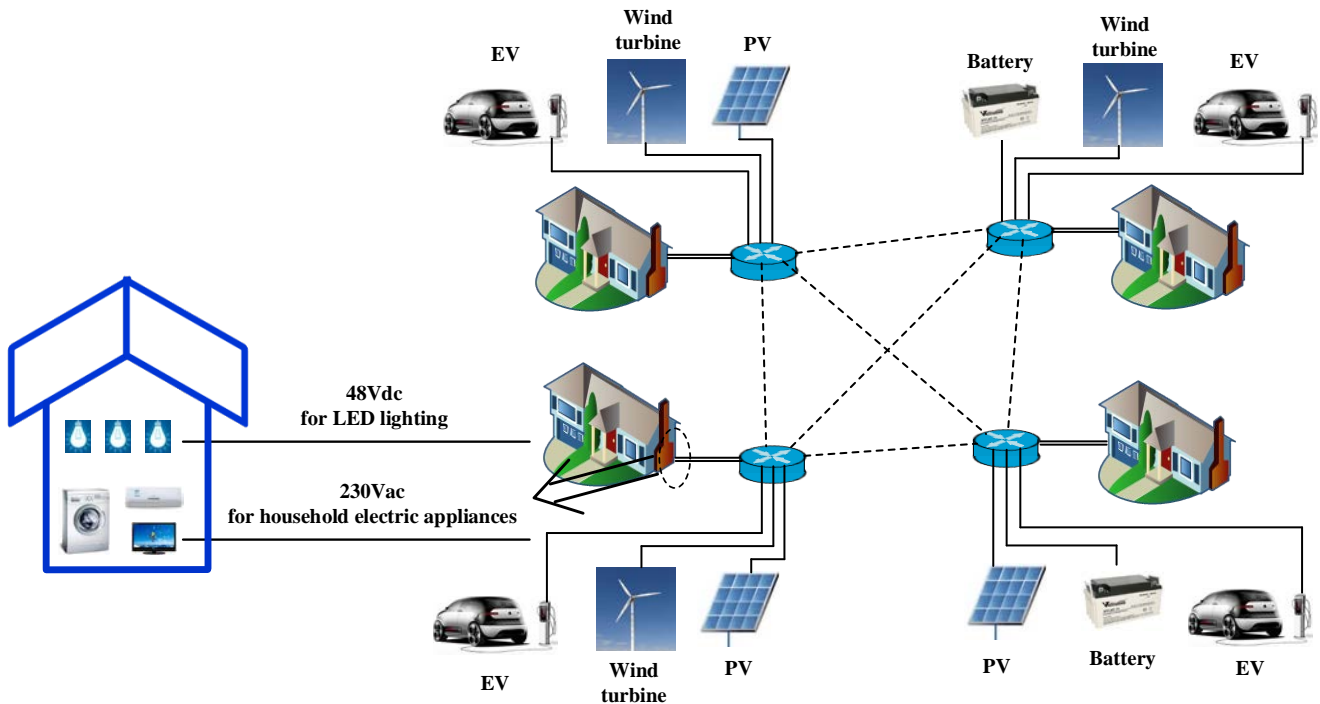 Wind
turbine
EV
PV
Battery
Wind
turbine
EV
48Vdc
for LED lighting
230Vac
for household electric appliances
EV
Wind
turbine
PV
PV
Battery
EV